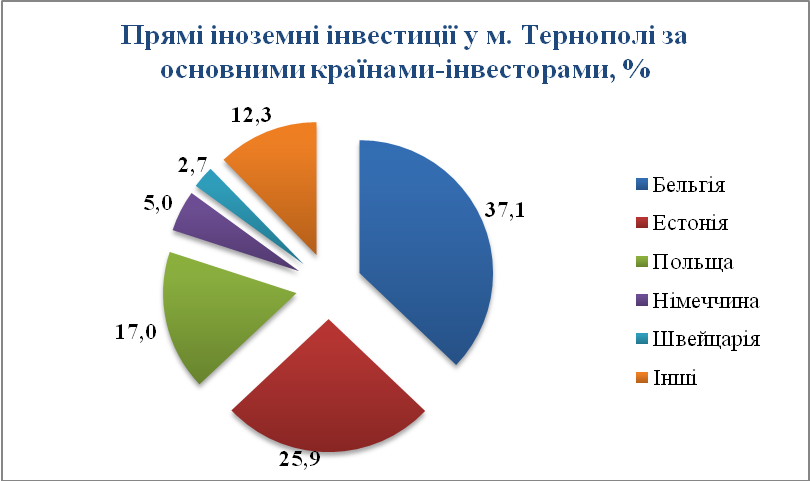 Прямі іноземні інвестиції у м. Тернополі за
основними країнами-інвесторами, %
12,3
2,7
5,0
37,1
17,0
25,9
Бельгія
Естонія
Польща
Німеччина
Швейцарія
Інші